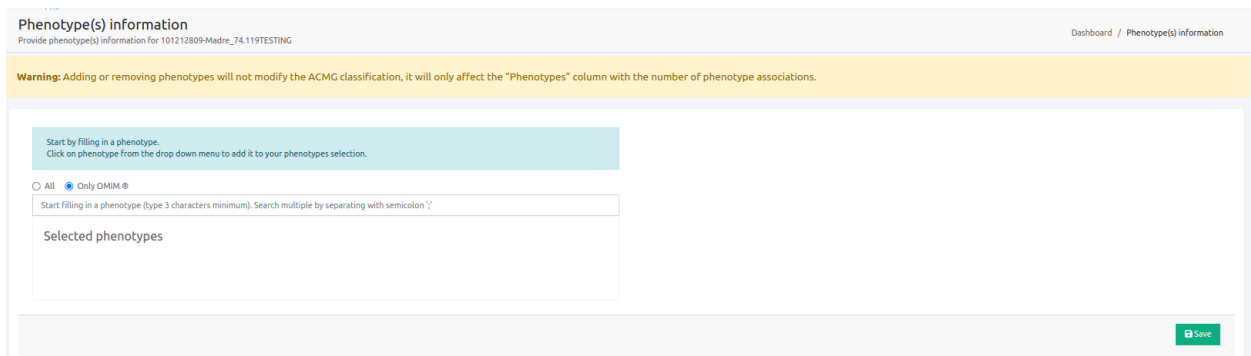 Phenotype(s) information
Provide phenotype(s) information for 101212809-Madre_74.119TESTING
Dashboard / Phenotype(s) information
Warning: Adding or removing phenotypes will not modify the ACMG classification, it will only affect the "Phenotypes" column with the number of phenotype associations.
Start by filling in a phenotype.
Click on phenotype from the drop down menu to add it to your phenotypes selection.
All Only OMIM ®
Start filling in a phenotype (type 3 characters minimum). Search multiple by separating with semicolon ';'
Selected phenotypes
Save